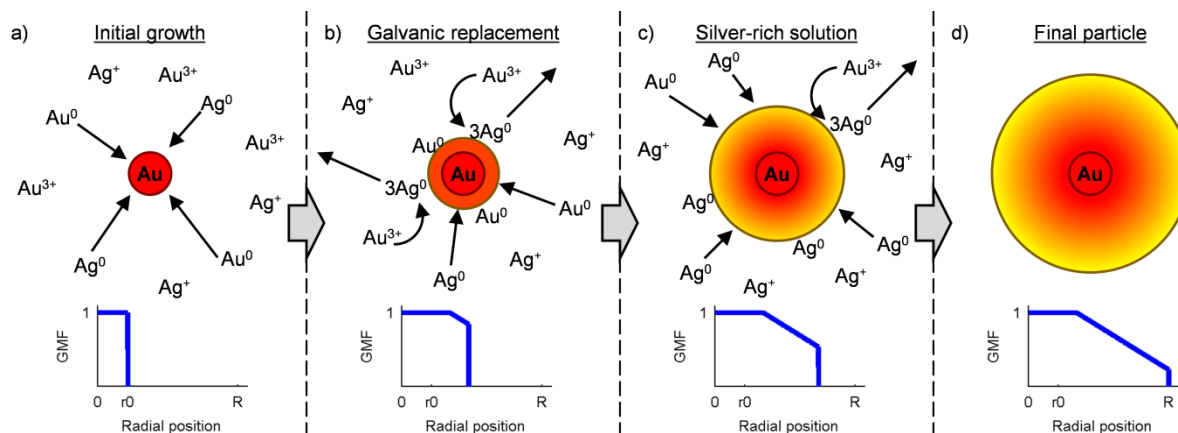 a) Initial growth
Ag⁺
Au³⁺
Au⁰
Ag⁰
Au³⁺
Au³⁺
Au
Ag⁺
Ag⁰
Au⁰
Ag⁺
1
GMF
0 r0 R
Radial position
b) Galvanic replacement
Au³⁺
Au³⁺
Ag⁺
3Ag⁰
Au⁰
Ag⁺
Au
3Ag⁰
Au⁰
Au⁰
Au³⁺
Ag⁰
Ag⁺
1
GMF
0 r0 R
Radial position
c) Silver-rich solution
Ag⁰
Au⁰
Au³⁺
3Ag⁰
Ag⁺
Ag⁺
Au
Ag⁰
Ag⁰
Ag⁰
Ag⁰
Ag⁺
Ag⁺
1
GMF
0 r0 R
Radial position
d) Final particle
Au
1
GMF
0 r0 R
Radial position